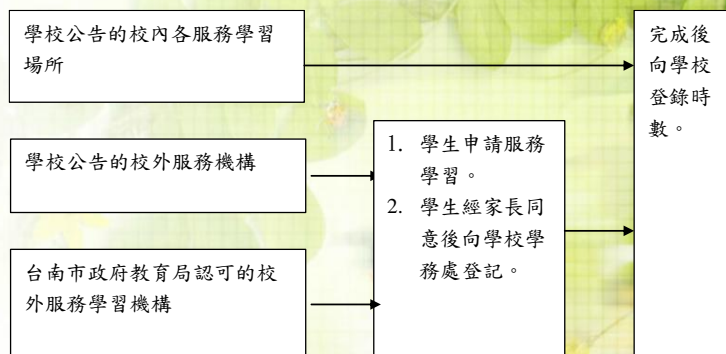 學校公告的校內各服務學習
場所
學校公告的校外服務機構
台南市政府教育局認可的校
外服務學習機構
1. 學生申請服務
學習。
2. 學生經家長同
意後向學校學
務處登記。
完成後
向學校
登錄時
數。